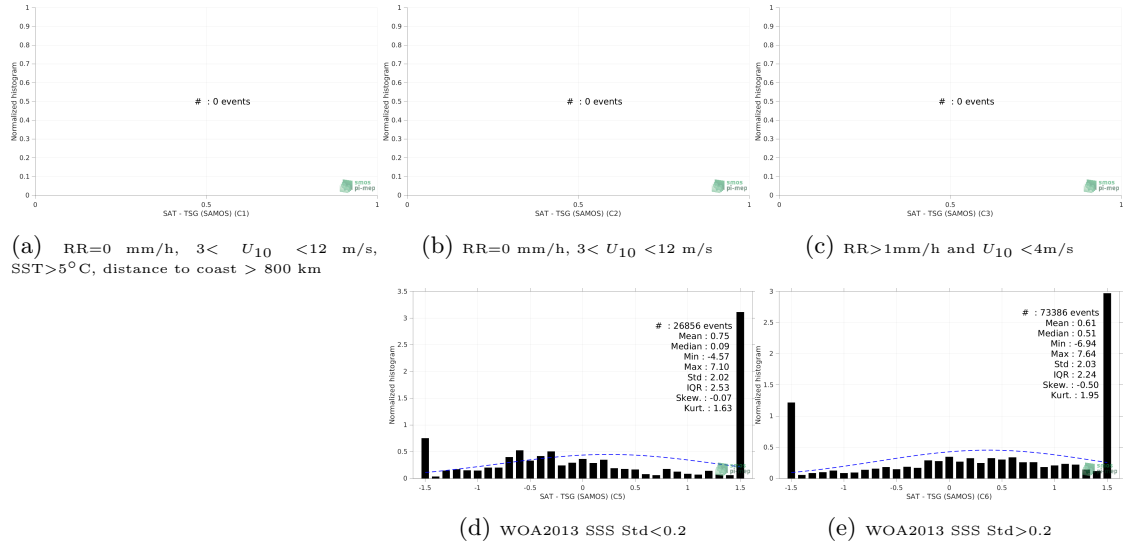 1
0.9
0.8
0.7
0.6
0.5
0.4
0.3
0.2
0.1
0
Normalized histogram
# : 0 events
smos
pi-mep
0 0.5 1
SAT - TSG (SAMOS) (C1)
1
0.9
0.8
0.7
0.6
0.5
0.4
0.3
0.2
0.1
0
Normalized histogram
# : 0 events
smos
pi-mep
0 0.5 1
SAT - TSG (SAMOS) (C2)
1
0.9
0.8
0.7
0.6
0.5
0.4
0.3
0.2
0.1
0
Normalized histogram
# : 0 events
smos
pi-mep
0 0.5 1
SAT - TSG (SAMOS) (C3)
(a) RR=0 mm/h, 3< U10 <12 m/s,
SST>5°C, distance to coast > 800 km
(b) RR=0 mm/h, 3< U10 <12 m/s
(c) RR>1mm/h and U10 <4m/s
3.5
3
2.5
2
1.5
1
0.5
0
Normalized histogram
# : 26856 events
Mean : 0.75
Median : 0.09
Min : -4.57
Max : 7.10
Std : 2.02
IQR : 2.53
Skew. : -0.07
Kurt. : 1.63
smos
pi-mep
-1.5 -1 -0.5 0 0.5 1 1.5
SAT - TSG (SAMOS) (C5)
3
2.5
2
1.5
1
0.5
0
Normalized histogram
# : 73386 events
Mean : 0.61
Median : 0.51
Min : -6.94
Max : 7.64
Std : 2.03
IQR : 2.24
Skew. : -0.50
Kurt. : 1.95
smos
pi-mep
-1.5 -1 -0.5 0 0.5 1 1.5
SAT - TSG (SAMOS) (C6)
(d) WOA2013 SSS Std<0.2
(e) WOA2013 SSS Std>0.2